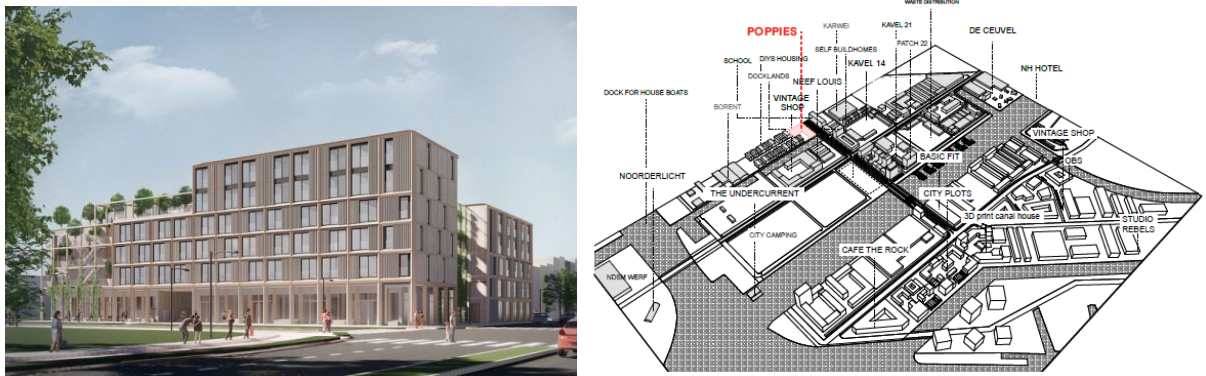 WASTE DISTRIBUTION
POPPIES
KARWEI
KAVEL 21
DE CEUVEL
SELF BUILDHOMES
PATCH 22
SCHOOL
DIYS HOUSING
KAVEL 14
NH HOTEL
DOCKLANDS
NEEF LOUIS
DOCK FOR HOUSE BOATS
BORENT
VINTAGE
SHOP
VINTAGE SHOP
BASIC FIT
OBS
NOORDERLICHT
THE UNDERCURRENT
CITY PLOTS
3D print canal house
STUDIO
REBELS
CITY CAMPING
CAFE THE ROCK
NDSM WERF